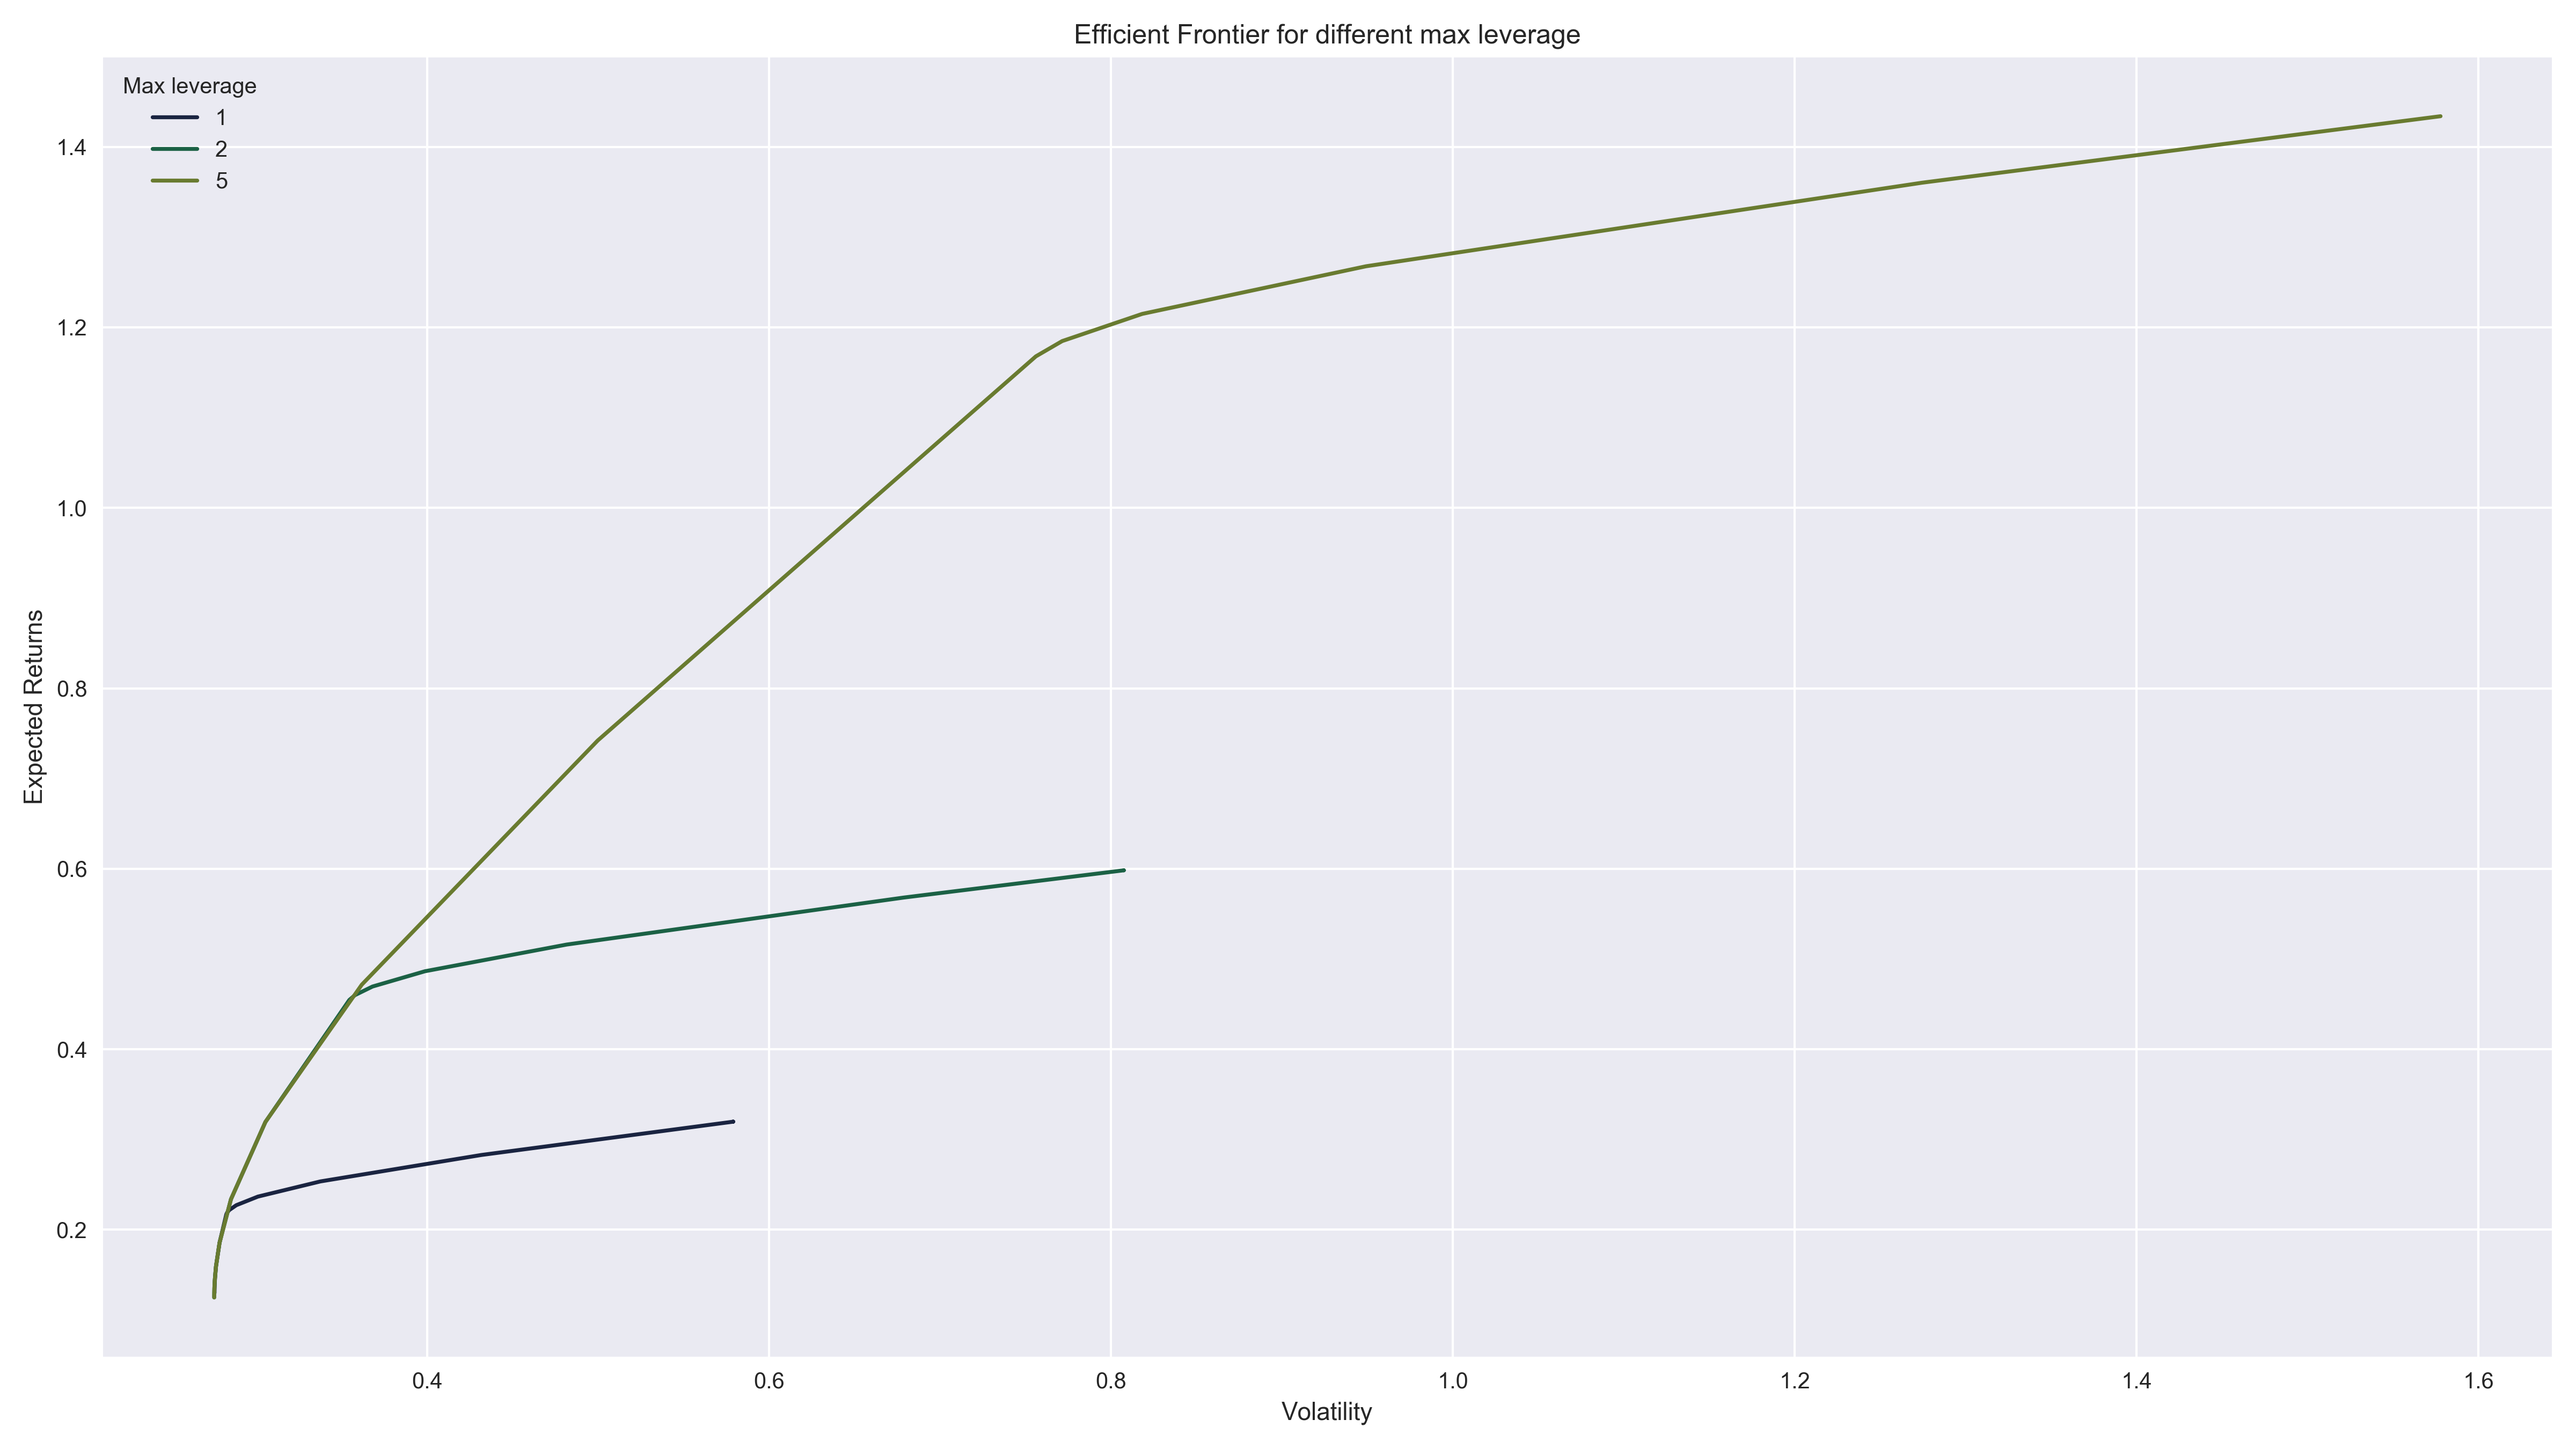 Efficient Frontier for different max leverage
Max leverage
1
2
5
1.4
1.2
1.0
0.8
0.6
0.4
0.2
Expected Returns
0.4 0.6 0.8 1.0 1.2 1.4 1.6
Volatility